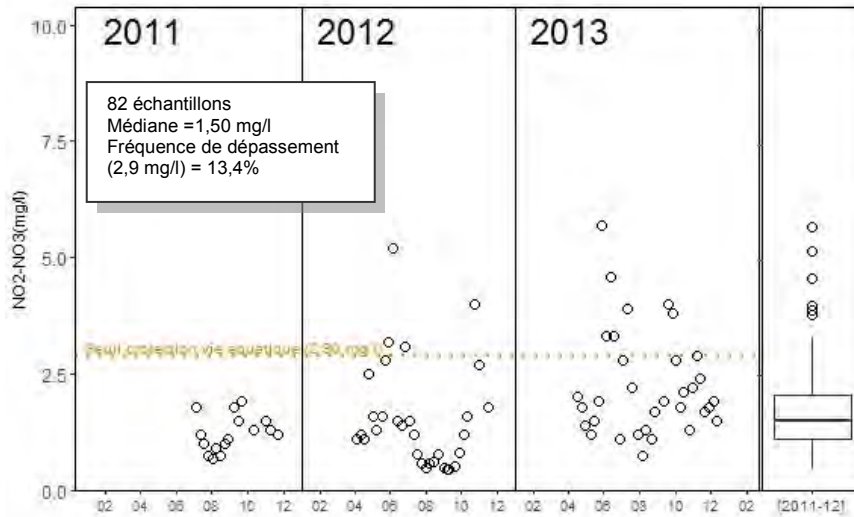 2011 2012 2013
82 échantillons
Médiane =1,50 mg/l
Fréquence de dépassement
(2,9 mg/l) = 13,4%
NO2-NO3(mg/l)
10.0
7.5
5.0
2.5
0.0
Seuil protection vie aquatique (2,90 mg/l)
02 04 06 08 10 12 02 04 06 08 10 12 02 04 06 08 10 12 02 [2011-12]